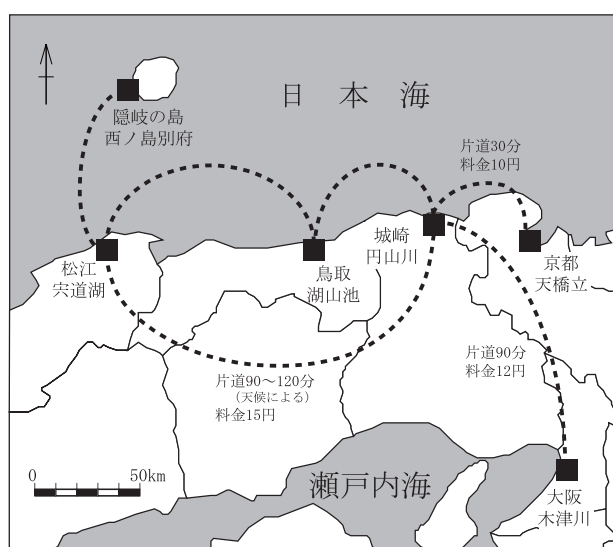 日本海
隠岐の島
西ノ島別府
片道30分
料金10円
城崎
円山川
京都
天橋立
松江
宍道湖
鳥取
湖山池
片道90～120分
(天候による)
料金15円
片道90分
料金12円
0 50km
瀬戸内海
大阪
木津川